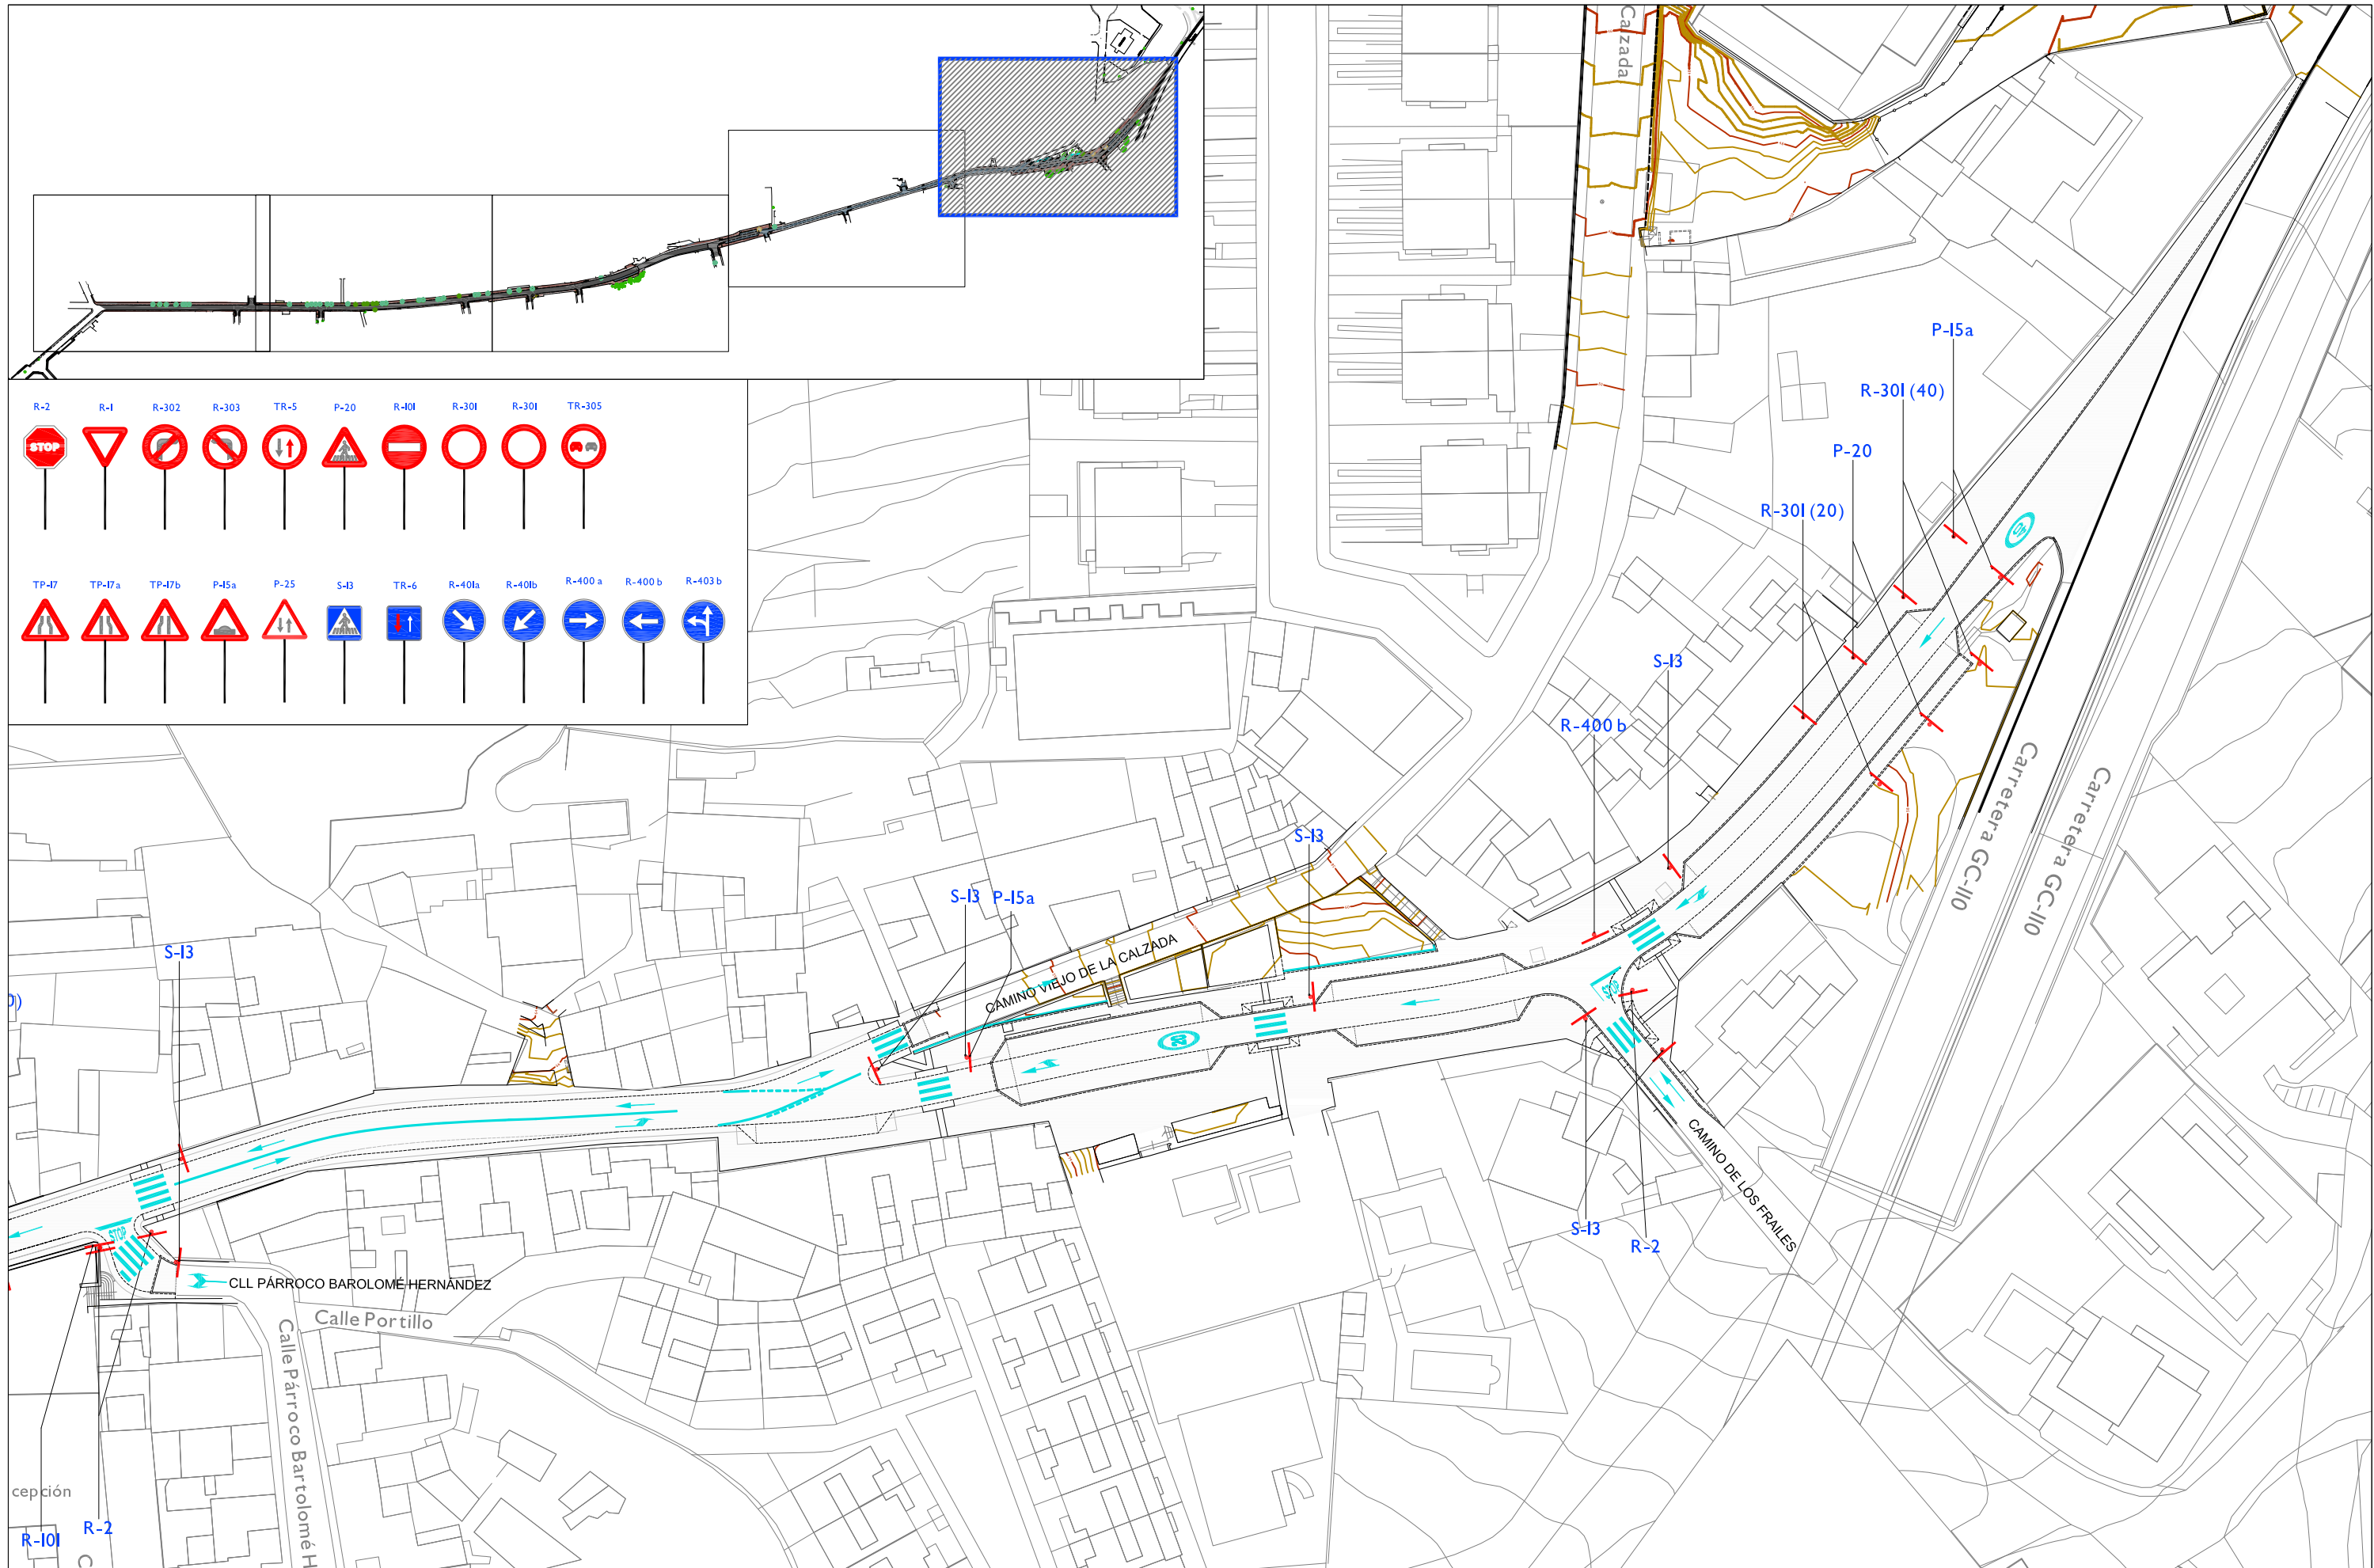 Calzada
R-2 R-1 R-302 R-303 TR-5 P-20 R-101 R-301 R-301 TR-305
STOP
TP-17 TP-17a TP-17b P-15a P-25 S-13 TR-6 R-401a R-401b R-400 a R-400 b R-403 b
P-15a
R-301 (40)
P-20
R-301 (20)
40
S-13
R-400 b
Carretera GC-110
Carretera GC-110
S-13
S-13 P-15a
S-13
CAMINO VIEJO DE LA CALZADA
STOP
CAMINO DE LOS FRAILES
S-13
R-2
STOP
CLL PÁRROCO BAROLOMÉ HERNÁNDEZ
Calle Portillo
Calle Párroco Bartolomé H
cepción
R-101
R-2